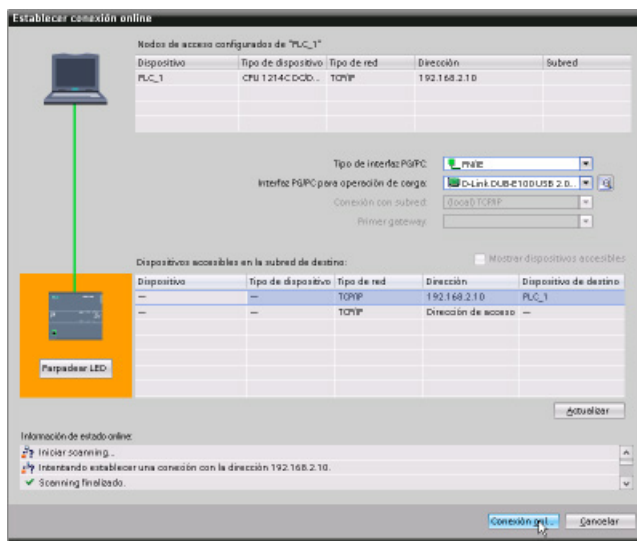 Establecer conexión online
Nodos de acceso configurados de "PLC_1"
Dispositivo Tipo de dispositivo Tipo de red Dirección Subred
PLC_1 CPU 1214C DC/D... TCP/IP 192.168.2.10
Tipo de interfaz PG/PC: PN/IE
Interfaz PG/PC para operación de carga: D-Link DUB-E100 USB 2.0...
Conexión con subred: (local) TCP/IP
Primer gateway:
Dispositivos accesibles en la subred de destino: Mostrar dispositivos accesibles
Dispositivo Tipo de dispositivo Tipo de red Dirección Dispositivo de destino
— — TCP/IP 192.168.2.10 PLC_1
— — TCP/IP Dirección de acceso —
Parpadear LED
Actualizar
Información de estado online:
Iniciar scanning...
Intentando establecer una conexión con la dirección 192.168.2.10.
Scanning finalizado.
Conexión onl... Cancelar